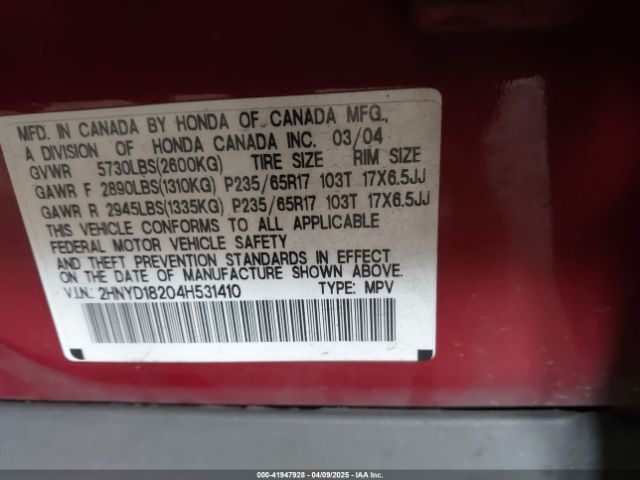 MFD. IN CANADA BY HONDA OF CANADA MFG.,
A DIVISION OF HONDA CANADA INC. 03/04
GVWR 5730LBS(2600KG) TIRE SIZE RIM SIZE
GAWR F 2890LBS(1310KG) P235/65R17 103T 17X6.5JJ
GAWR R 2945LBS(1335KG) P235/65R17 103T 17X6.5JJ
THIS VEHICLE CONFORMS TO ALL APPLICABLE
FEDERAL MOTOR VEHICLE SAFETY
AND THEFT PREVENTION STANDARDS IN EFFECT
ON DATE OF MANUFACTURE SHOWN ABOVE.
V.I.N.: 2HNYD18204H531410 TYPE: MPV
000-41947928 - 04/09/2025 - IAA Inc.